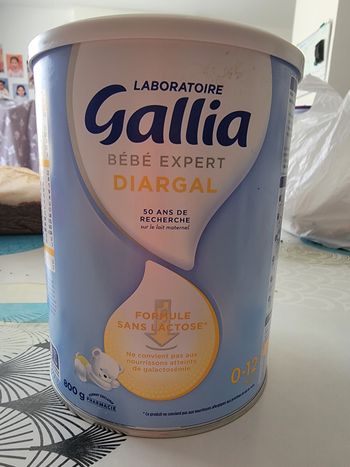 LABORATOIRE
Gallia
BÉBÉ EXPERT
DIARGAL
50 ANS DE
RECHERCHE
sur le lait maternel
FORMULE
SANS LACTOSE*
Ne convient pas aux
nourrissons atteints
de galactosémie
0-12
800 g
PHARMACIE